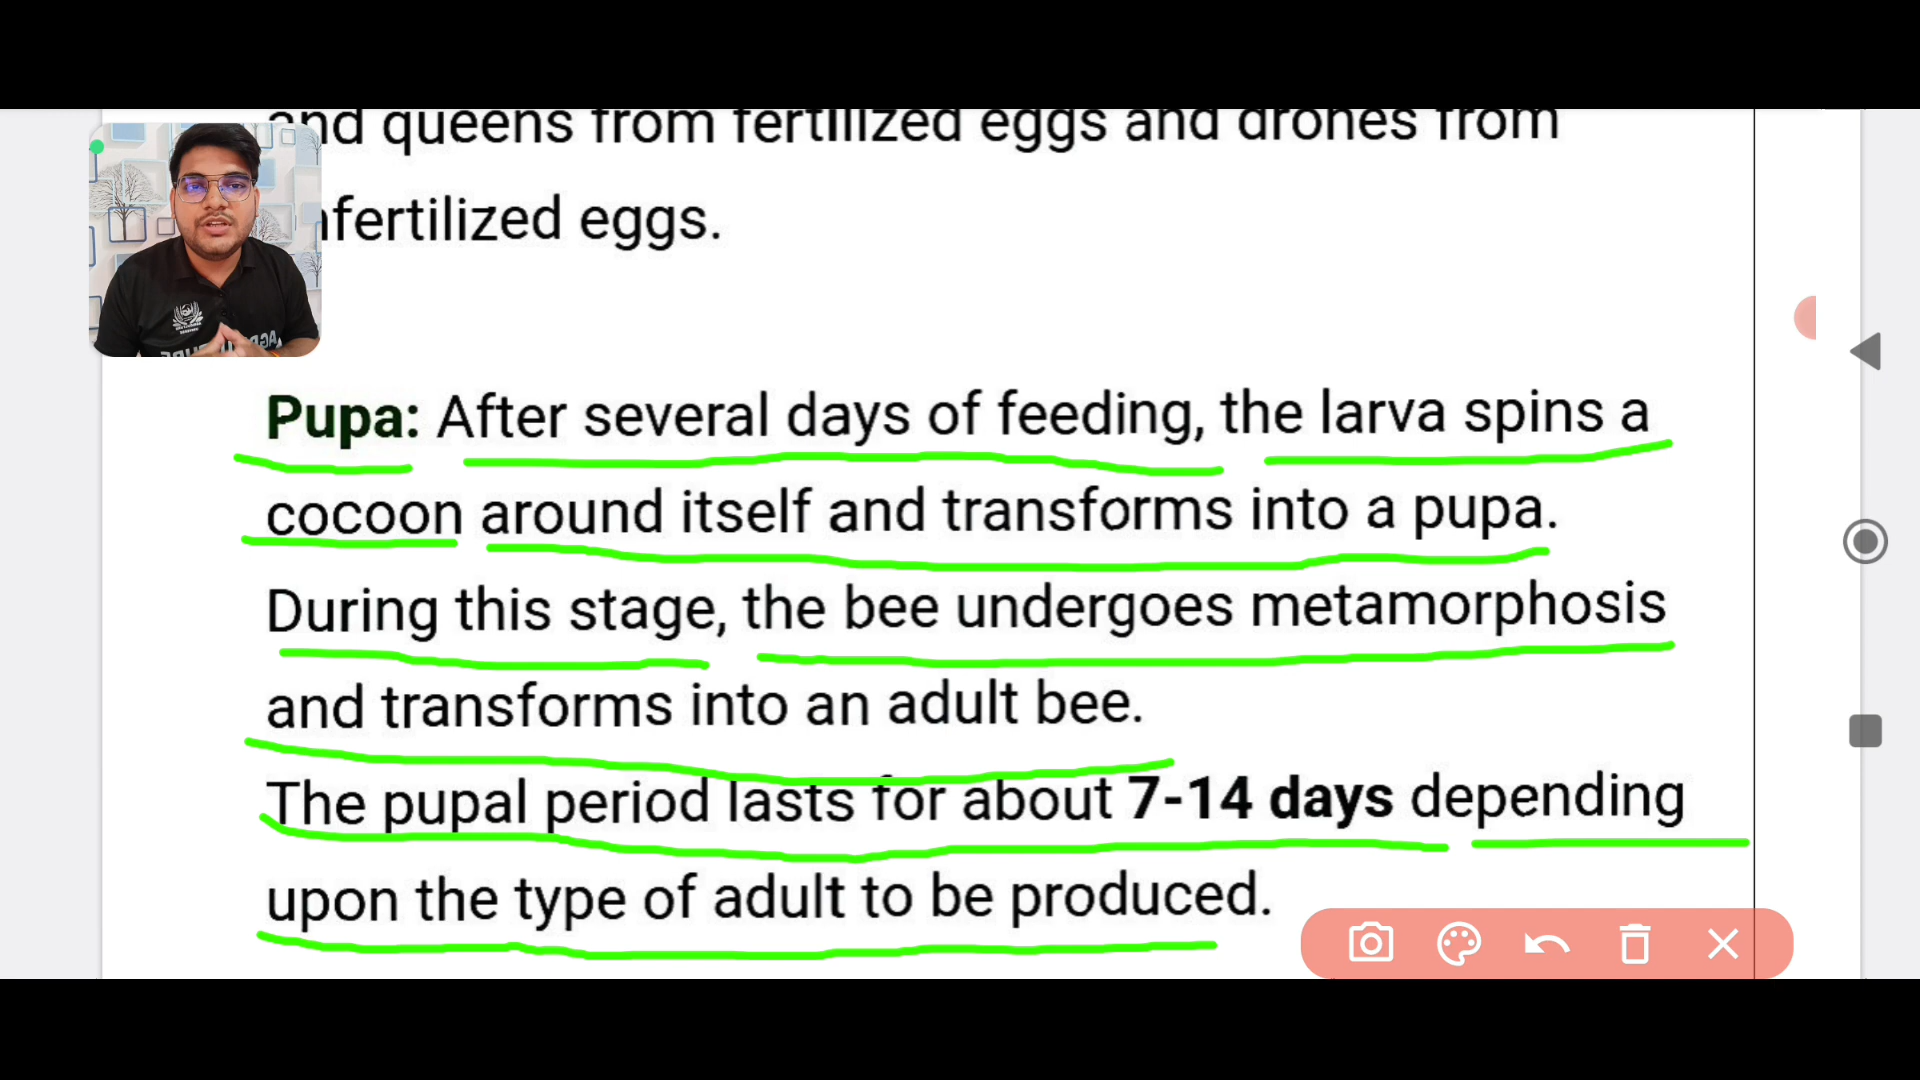 and queens from fertilized eggs and drones from
nfertilized eggs.
Pupa: After several days of feeding, the larva spins a
cocoon around itself and transforms into a pupa.
During this stage, the bee undergoes metamorphosis
and transforms into an adult bee.
The pupal period lasts for about 7-14 days depending
upon the type of adult to be produced.